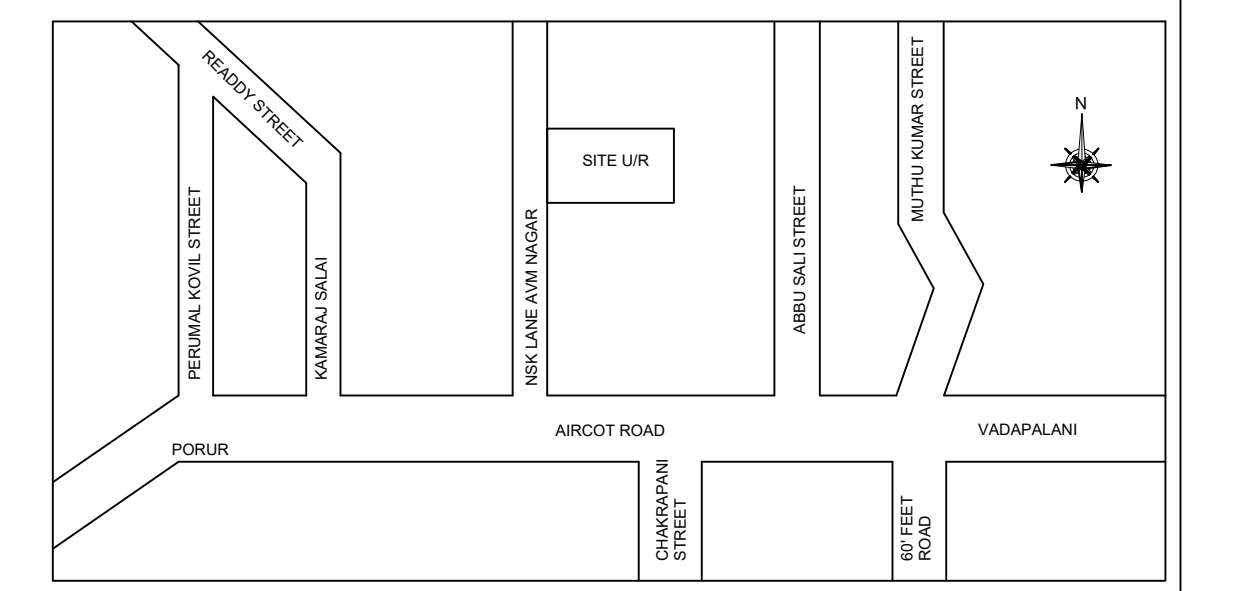 READDY STREET
MUTHU KUMAR STREET
N
SITE U/R
PERUMAL KOVIL STREET
KAMARAJ SALAI
NSK LANE AVM NAGAR
ABBU SALI STREET
AIRCOT ROAD
VADAPALANI
PORUR
CHAKRAPANI
STREET
60' FEET
ROAD